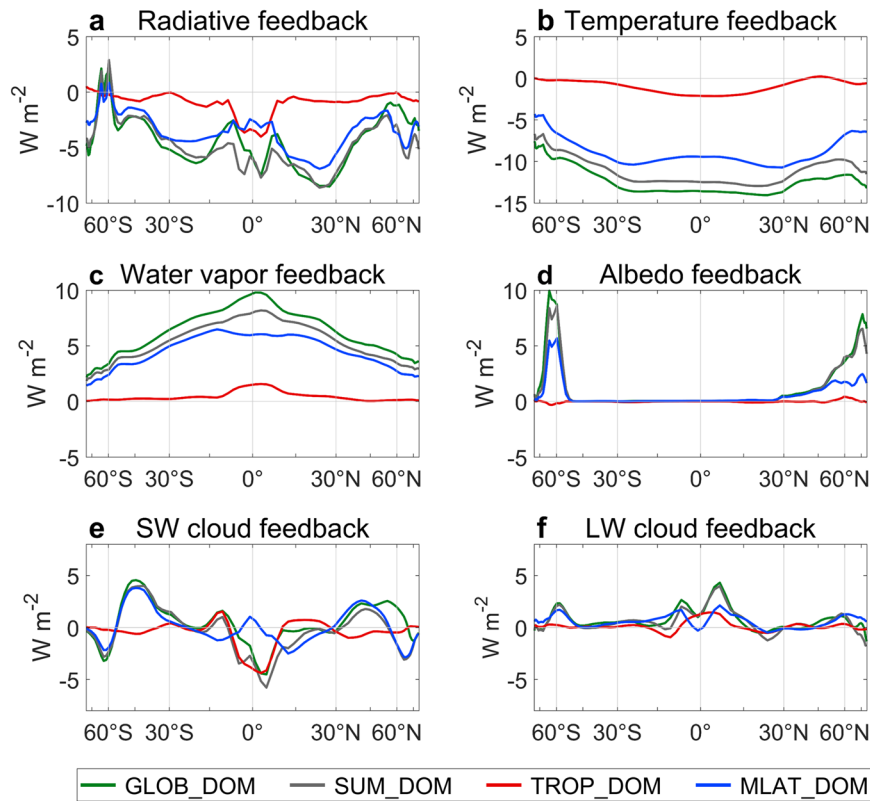 a Radiative feedback
5
0
-5
-10
W m-2
60°S 30°S 0° 30°N 60°N
b Temperature feedback
5
0
-5
-10
-15
W m-2
60°S 30°S 0° 30°N 60°N
c Water vapor feedback
10
5
0
-5
W m-2
60°S 30°S 0° 30°N 60°N
d Albedo feedback
10
5
0
-5
W m-2
60°S 30°S 0° 30°N 60°N
e SW cloud feedback
5
0
-5
W m-2
60°S 30°S 0° 30°N 60°N
f LW cloud feedback
5
0
-5
W m-2
60°S 30°S 0° 30°N 60°N
GLOB_DOM SUM_DOM TROP_DOM MLAT_DOM